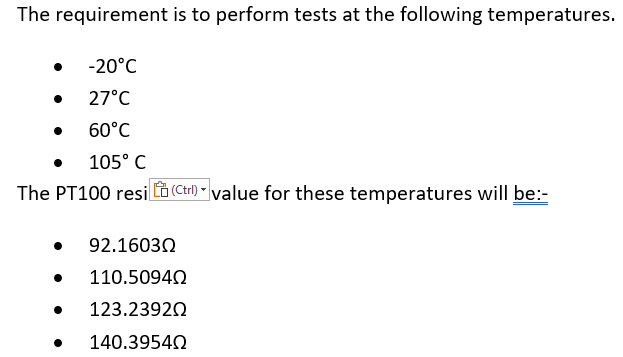 The requirement is to perform tests at the following temperatures.
• -20°C
• 27°C
• 60°C
• 105° C
The PT100 resi (Ctrl) value for these temperatures will be:-
• 92.1603Ω
• 110.5094Ω
• 123.2392Ω
• 140.3954Ω